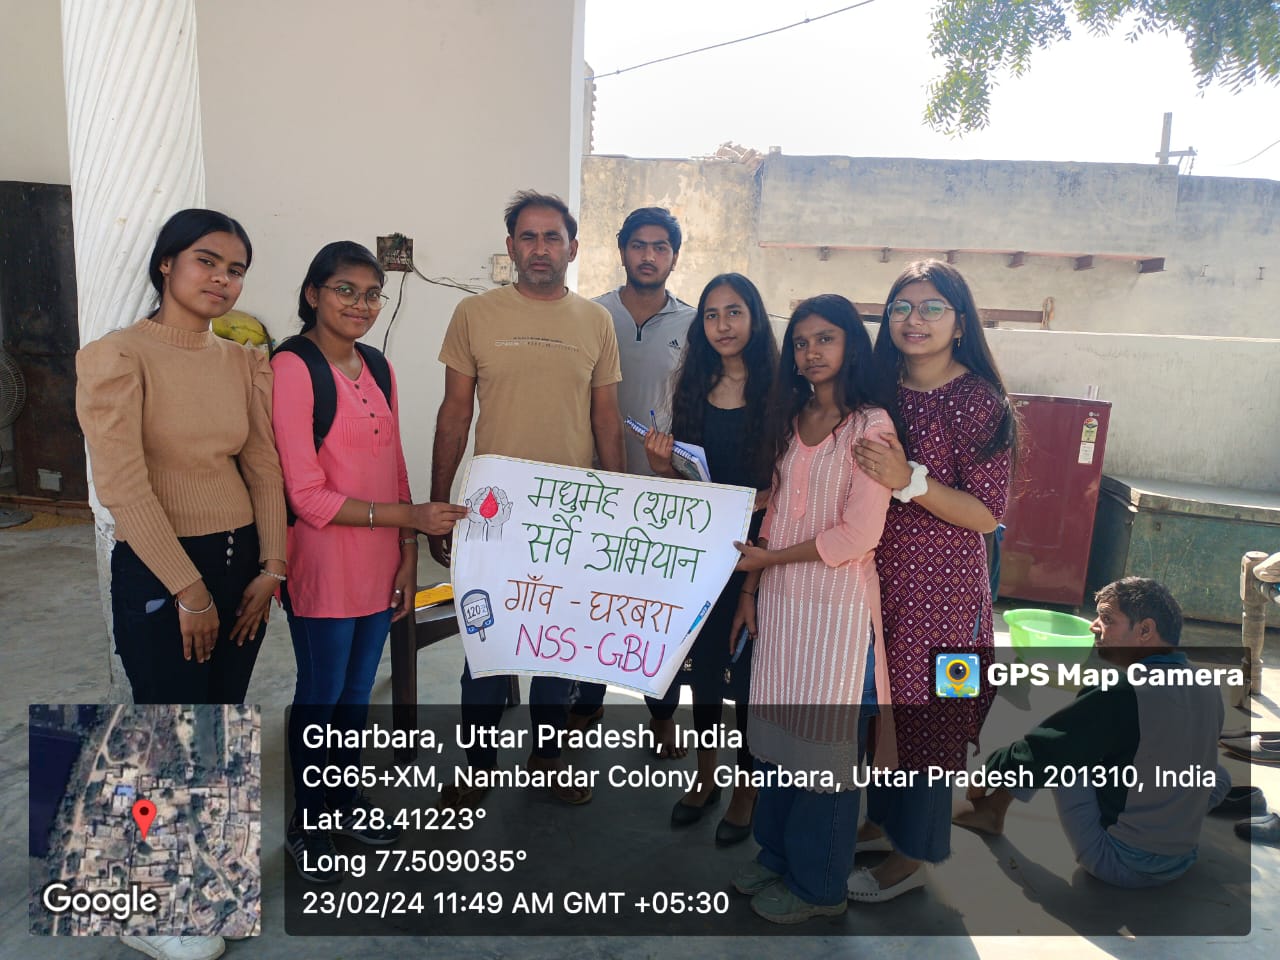 मधुमेह (शुगर)
सर्वे अभियान
गाँव - घरबरा
NSS-GBU
120
GPS Map Camera
Gharbara, Uttar Pradesh, India
CG65+XM, Nambardar Colony, Gharbara, Uttar Pradesh 201310, India
Lat 28.41223°
Long 77.509035°
23/02/24 11:49 AM GMT +05:30
Google